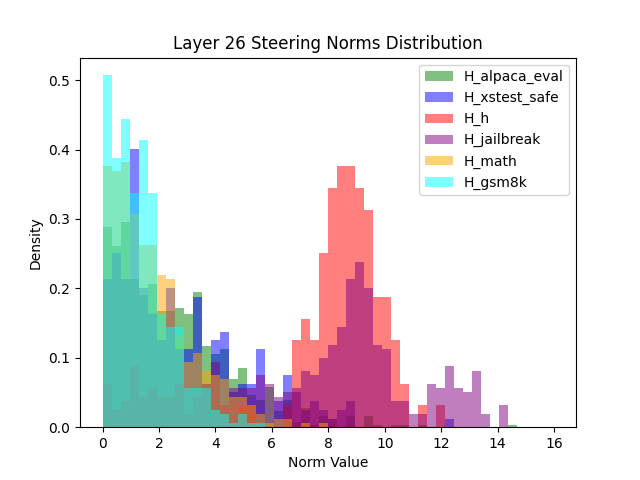 Layer 26 Steering Norms Distribution
H_alpaca_eval
H_xstest_safe
H_h
H_jailbreak
H_math
H_gsm8k
Density
0.5
0.4
0.3
0.2
0.1
0.0
0 2 4 6 8 10 12 14 16
Norm Value